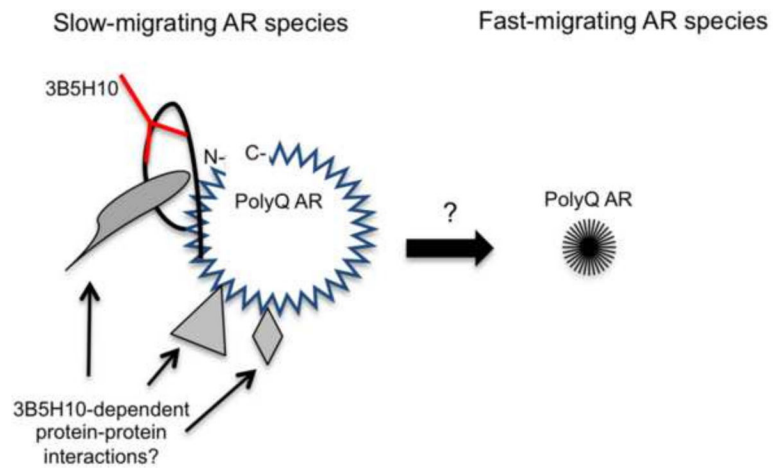 Slow-migrating AR species
Fast-migrating AR species
3B5H10
N-
C-
PolyQ AR
?
PolyQ AR
3B5H10-dependent
protein-protein
interactions?